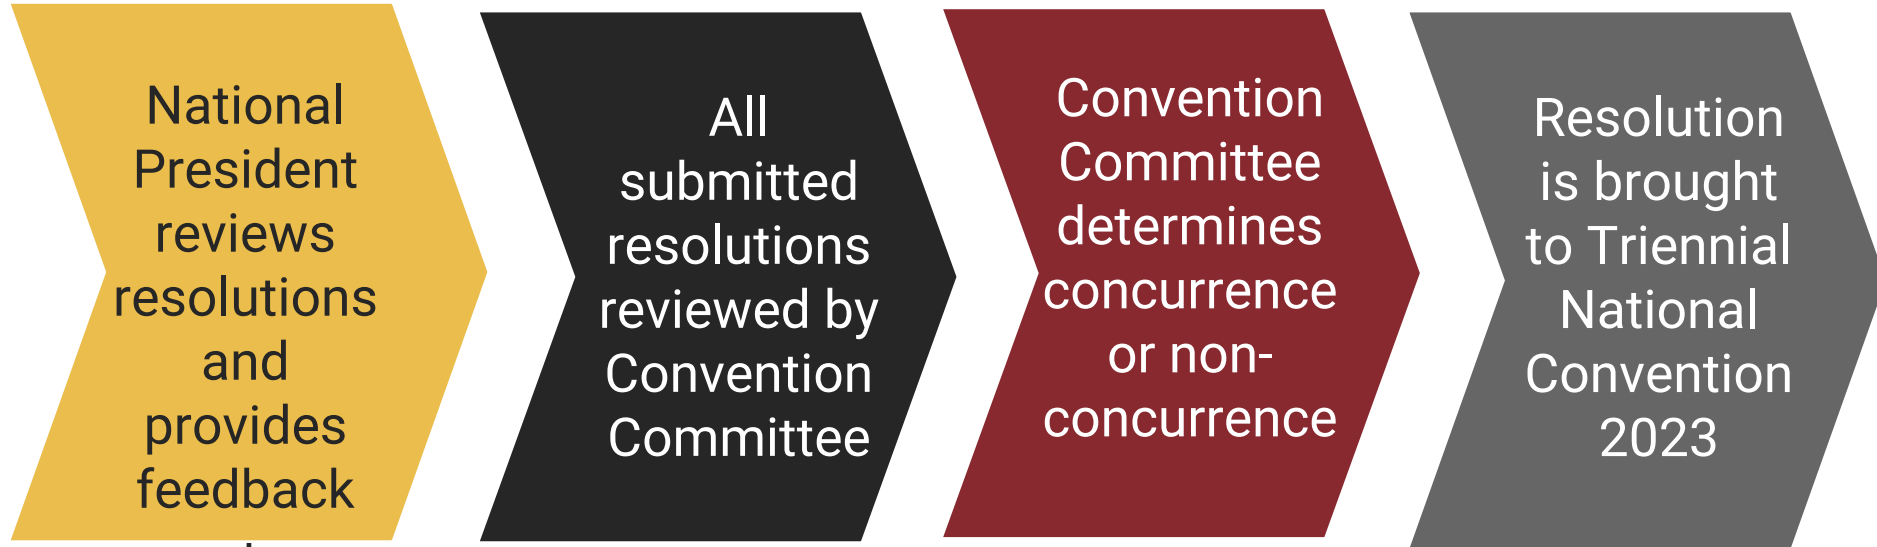 National
President
reviews
resolutions
and
provides
feedback
All
submitted
resolutions
reviewed by
Convention
Committee
Convention
Committee
determines
concurrence
or non-
concurrence
Resolution
is brought
to Triennial
National
Convention
2023